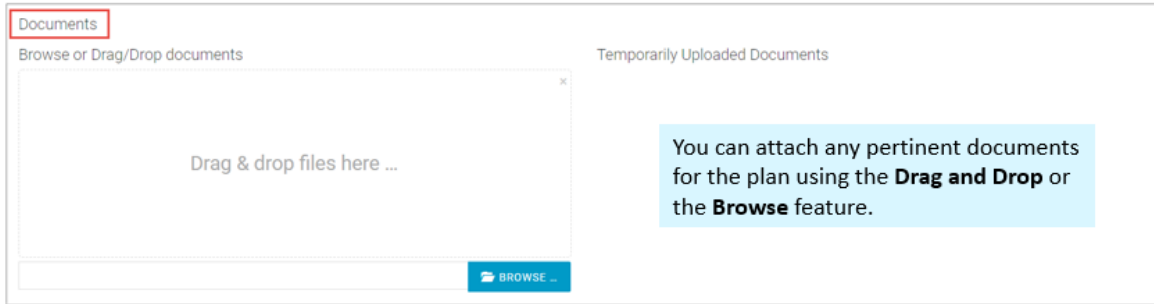 Documents
Browse or Drag/Drop documents
Temporarily Uploaded Documents
×
Drag & drop files here …
You can attach any pertinent documents
for the plan using the Drag and Drop or
the Browse feature.
BROWSE …